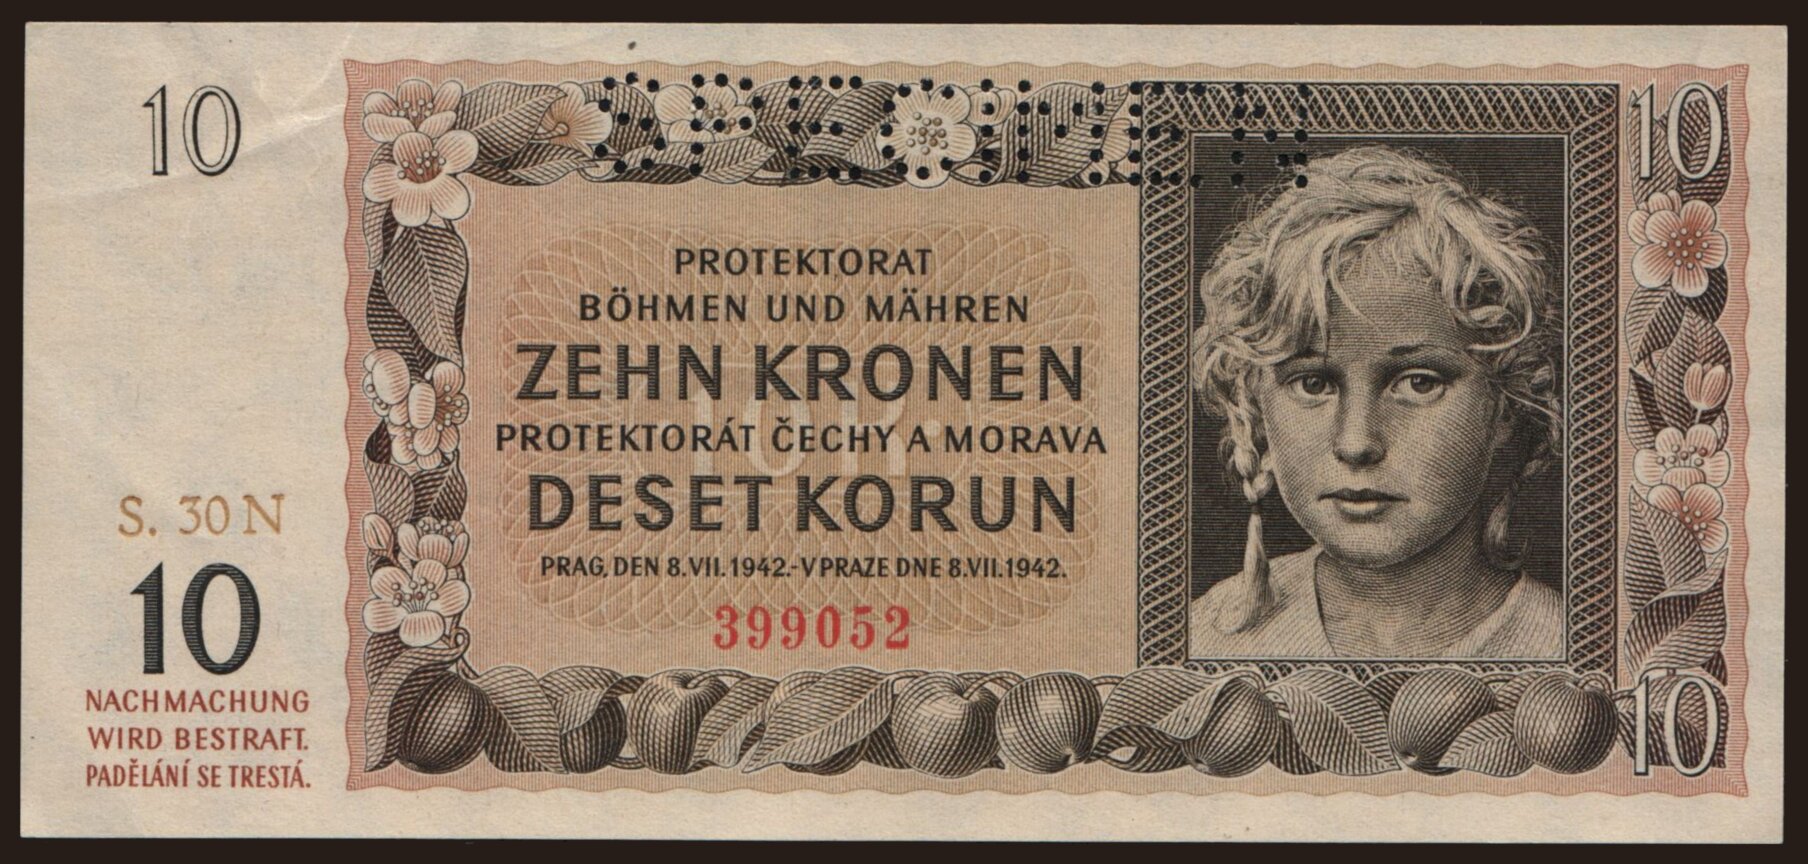 10
10
PROTEKTORAT
BÖHMEN UND MÄHREN
ZEHN KRONEN
PROTEKTORÁT ČECHY A MORAVA
DESET KORUN
PRAG, DEN 8.VII.1942.-V PRAZE DNE 8.VII.1942.
399052
S. 30 N
10
NACHMACHUNG
WIRD BESTRAFT.
PADĚLÁNÍ SE TRESTÁ.
10